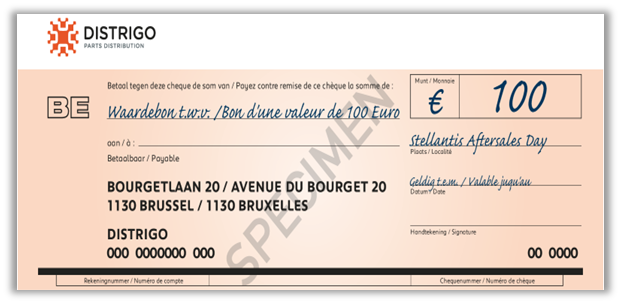 DISTRIGO
PARTS DISTRIBUTION
Betaal tegen deze cheque de som van / Payez contre remise de ce chèque la somme de :
Munt / Monnaie
BE
Waardebon t.w.v. /Bon d'une valeur de 100 Euro
€
100
aan / à :
Stellantis Aftersales Day
Plaats / Localité
Betaalbaar / Payable
BOURGETLAAN 20 / AVENUE DU BOURGET 20
Geldig t.e.m. / Valable jusqu'au
Datum / Date
1130 BRUSSEL / 1130 BRUXELLES
DISTRIGO
Handtekening / Signature
000 0000000 000
00 0000
SPECIMEN
Rekeningnummer / Numéro de compte
Chequenummer / Numéro de chèque